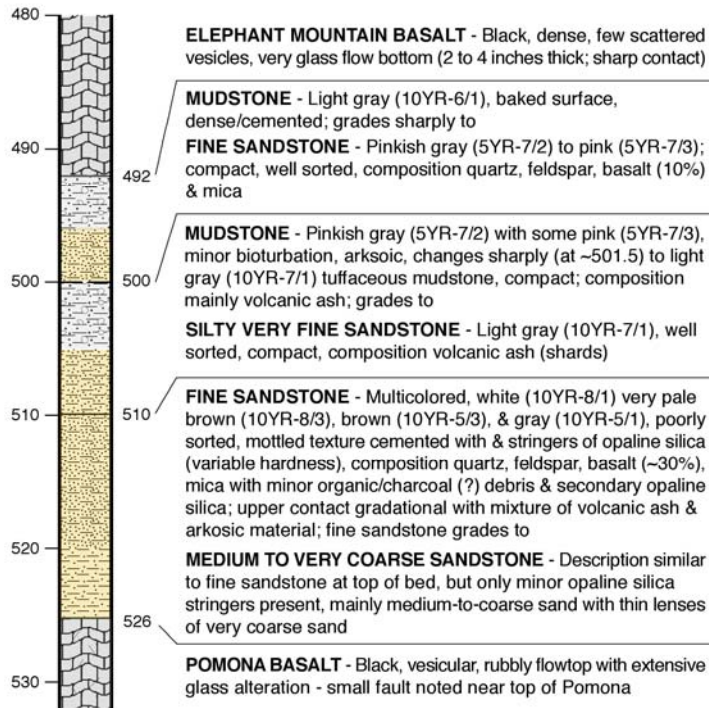 480
ELEPHANT MOUNTAIN BASALT - Black, dense, few scattered
vesicles, very glass flow bottom (2 to 4 inches thick; sharp contact)
MUDSTONE - Light gray (10YR-6/1), baked surface,
dense/cemented; grades sharply to
490
FINE SANDSTONE - Pinkish gray (5YR-7/2) to pink (5YR-7/3);
compact, well sorted, composition quartz, feldspar, basalt (10%)
492
& mica
MUDSTONE - Pinkish gray (5YR-7/2) with some pink (5YR-7/3),
minor bioturbation, arksoic, changes sharply (at ~501.5) to light
500
500
gray (10YR-7/1) tuffaceous mudstone, compact; composition
mainly volcanic ash; grades to
SILTY VERY FINE SANDSTONE - Light gray (10YR-7/1), well
sorted, compact, composition volcanic ash (shards)
FINE SANDSTONE - Multicolored, white (10YR-8/1) very pale
510
510
brown (10YR-8/3), brown (10YR-5/3), & gray (10YR-5/1), poorly
sorted, mottled texture cemented with & stringers of opaline silica
(variable hardness), composition quartz, feldspar, basalt (~30%),
mica with minor organic/charcoal (?) debris & secondary opaline
silica; upper contact gradational with mixture of volcanic ash &
arkosic material; fine sandstone grades to
520
MEDIUM TO VERY COARSE SANDSTONE - Description similar
to fine sandstone at top of bed, but only minor opaline silica
stringers present, mainly medium-to-coarse sand with thin lenses
526
of very coarse sand
POMONA BASALT - Black, vesicular, rubbly flowtop with extensive
530
glass alteration - small fault noted near top of Pomona